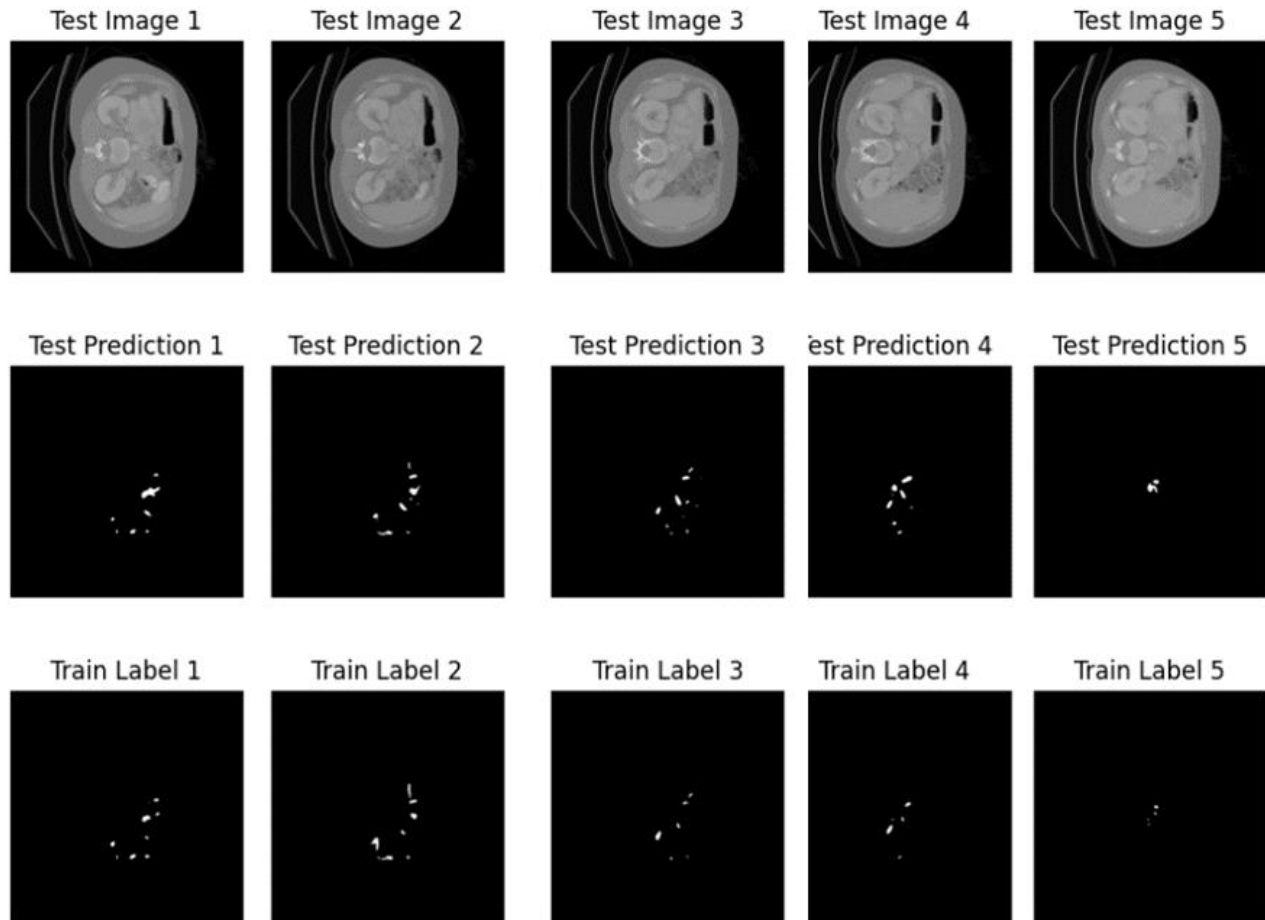 Test Image 1 Test Image 2 Test Image 3 Test Image 4 Test Image 5
Test Prediction 1 Test Prediction 2 Test Prediction 3 est Prediction 4 Test Prediction 5
Train Label 1 Train Label 2 Train Label 3 Train Label 4 Train Label 5